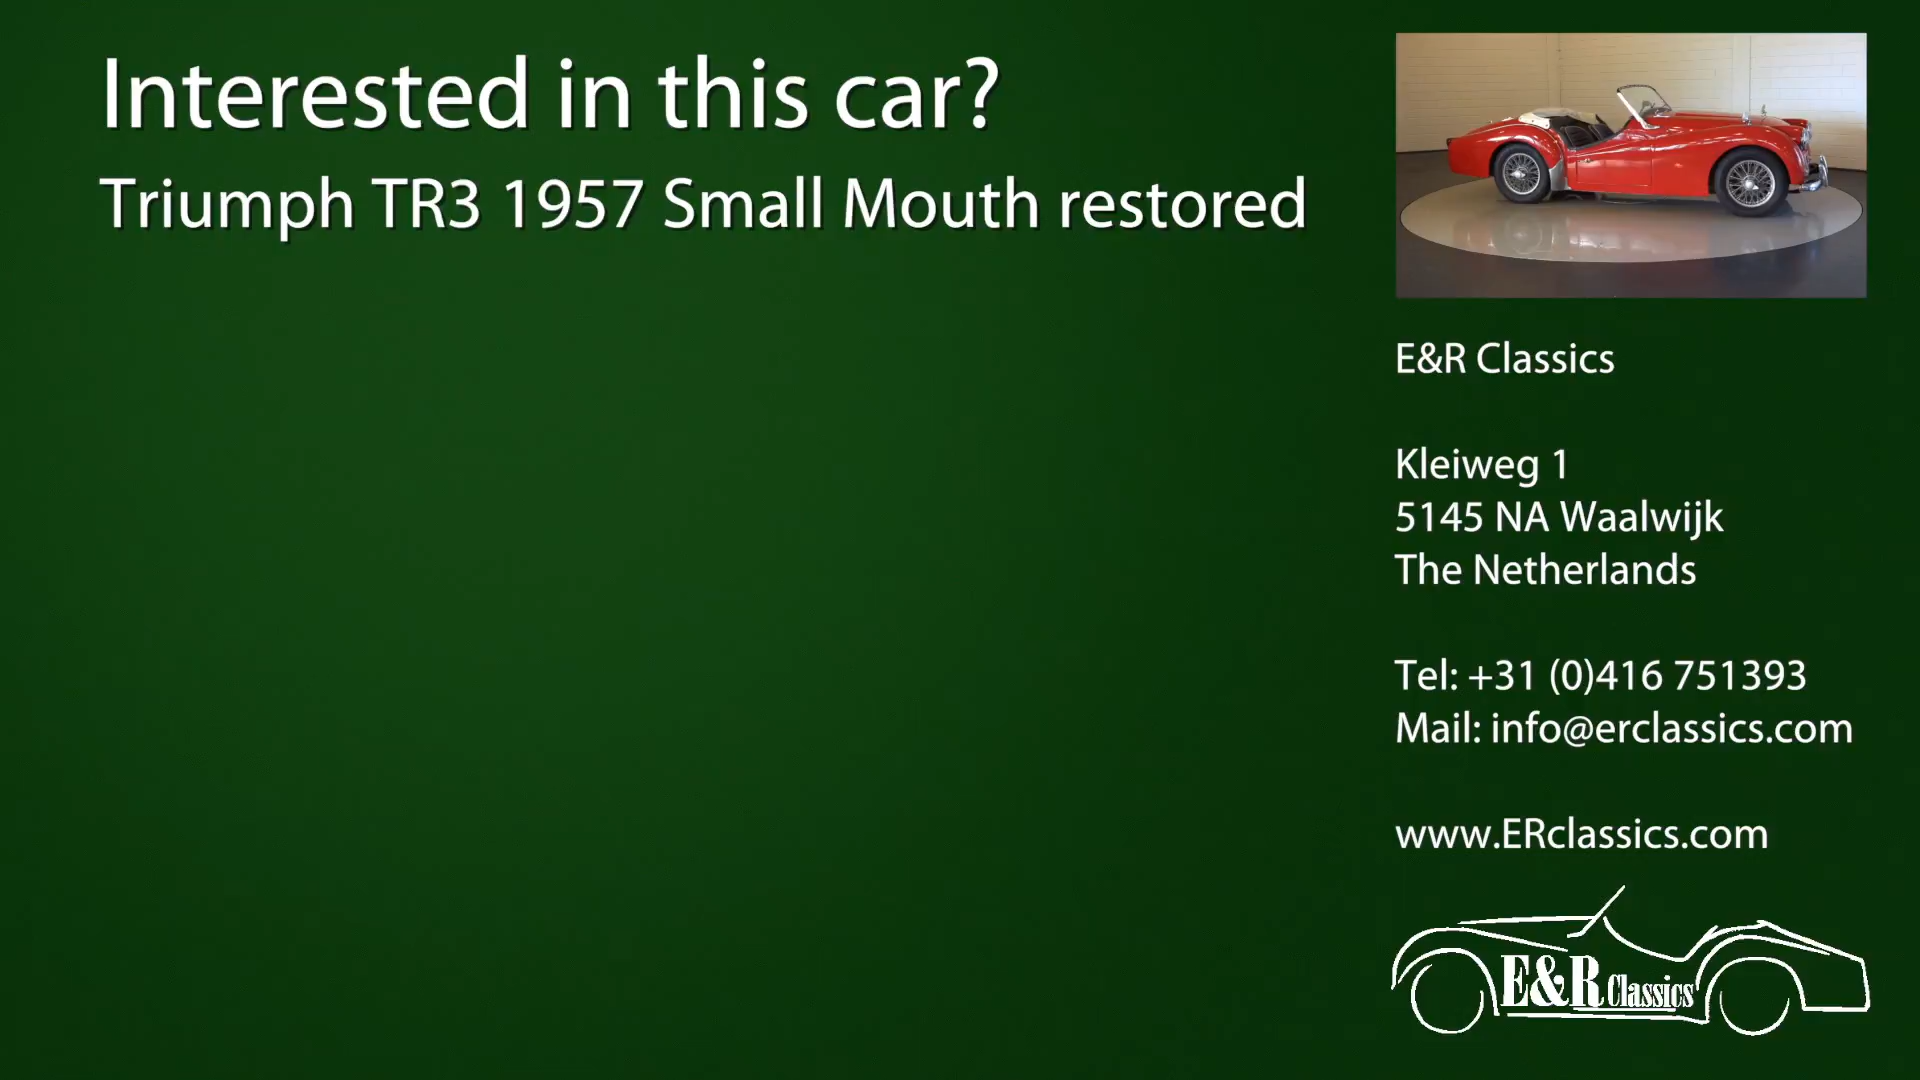 Interested in this car?
Triumph TR3 1957 Small Mouth restored
E&R Classics
Kleiweg 1
5145 NA Waalwijk
The Netherlands
Tel: +31 (0)416 751393
Mail: info@erclassics.com
www.ERclassics.com
E&R Classics